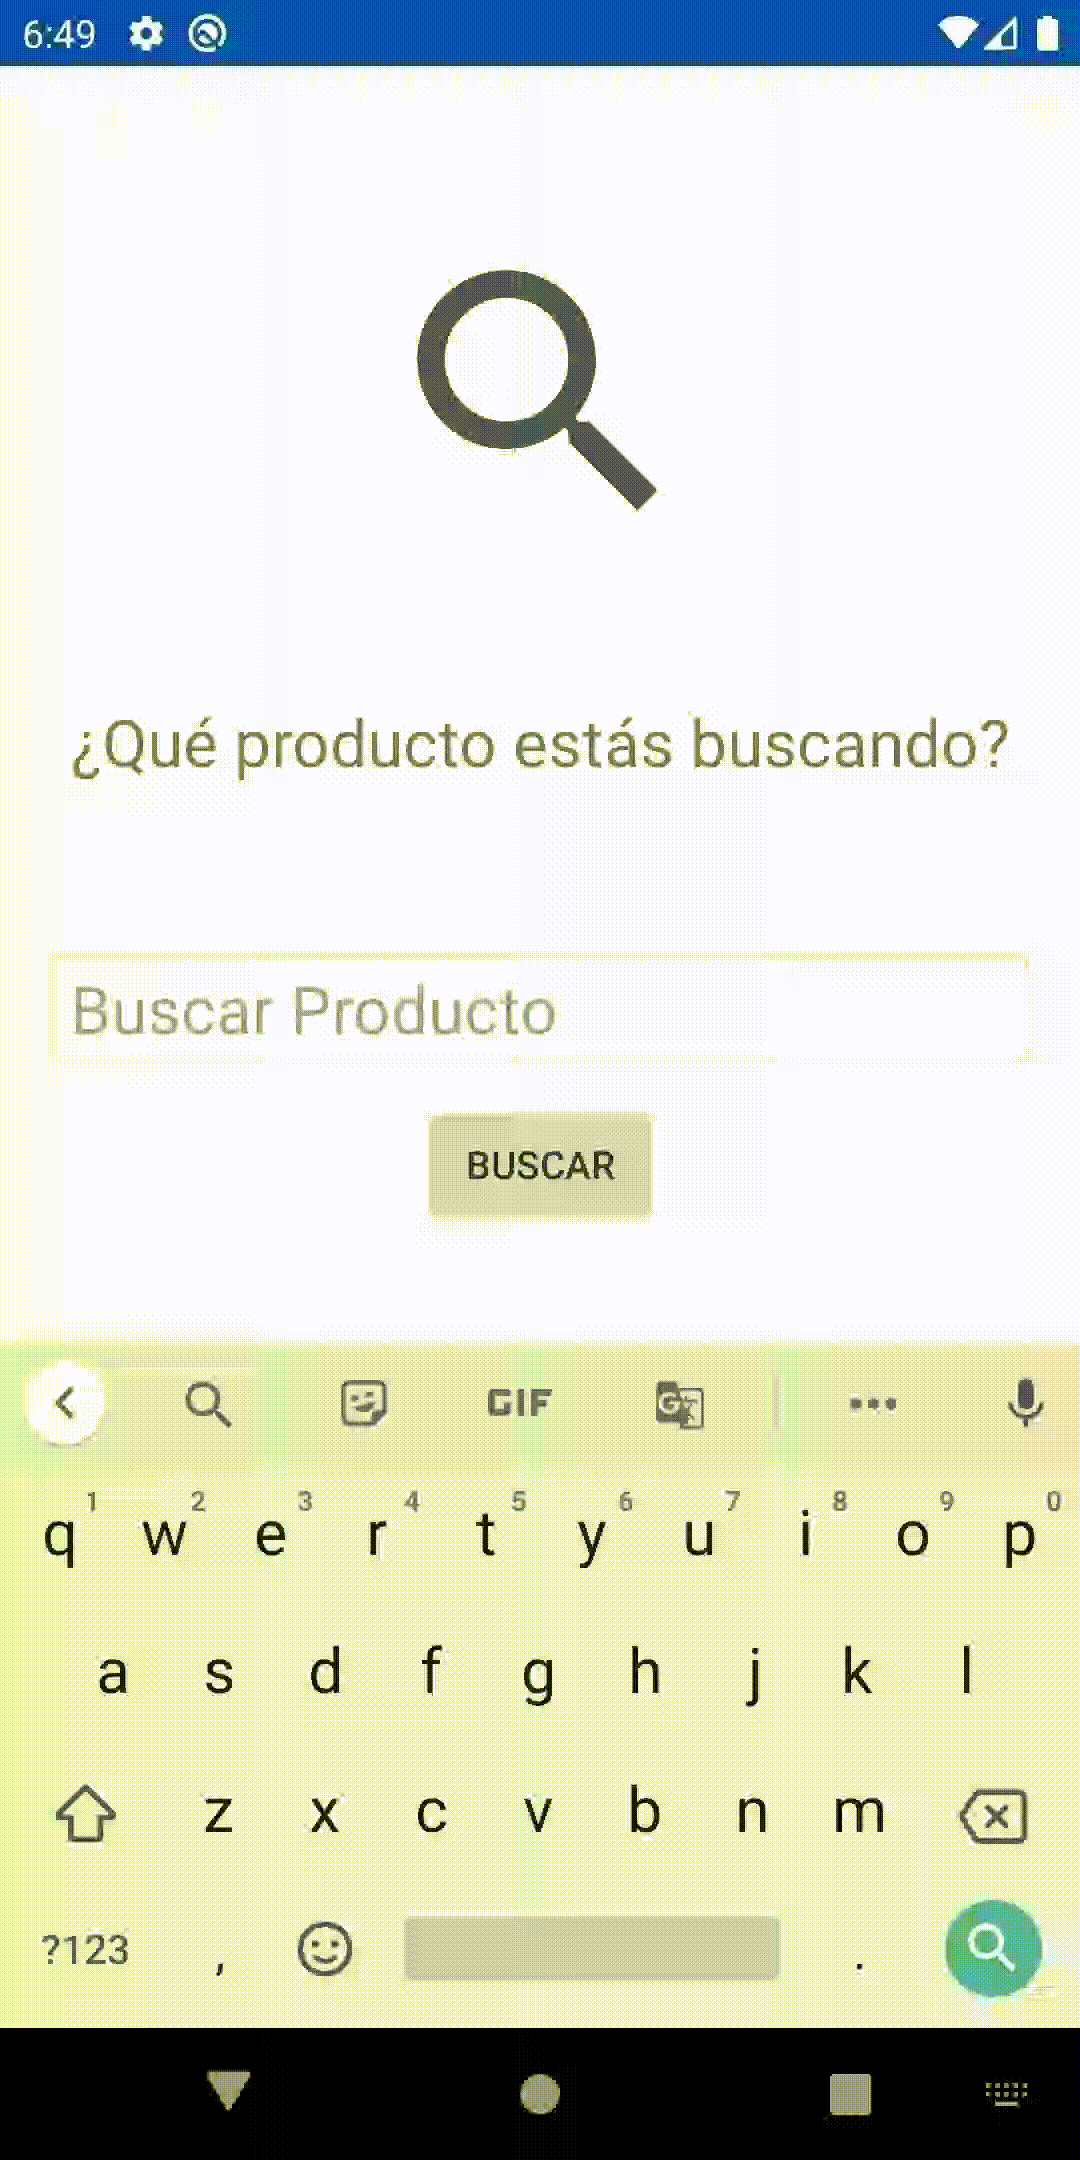 6:49
¿Qué producto estás buscando?
Buscar Producto
BUSCAR
GIF
1 2 3 4 5 6 7 8 9 0
q w e r t y u i o p
a s d f g h j k l
z x c v b n m
?123 , .